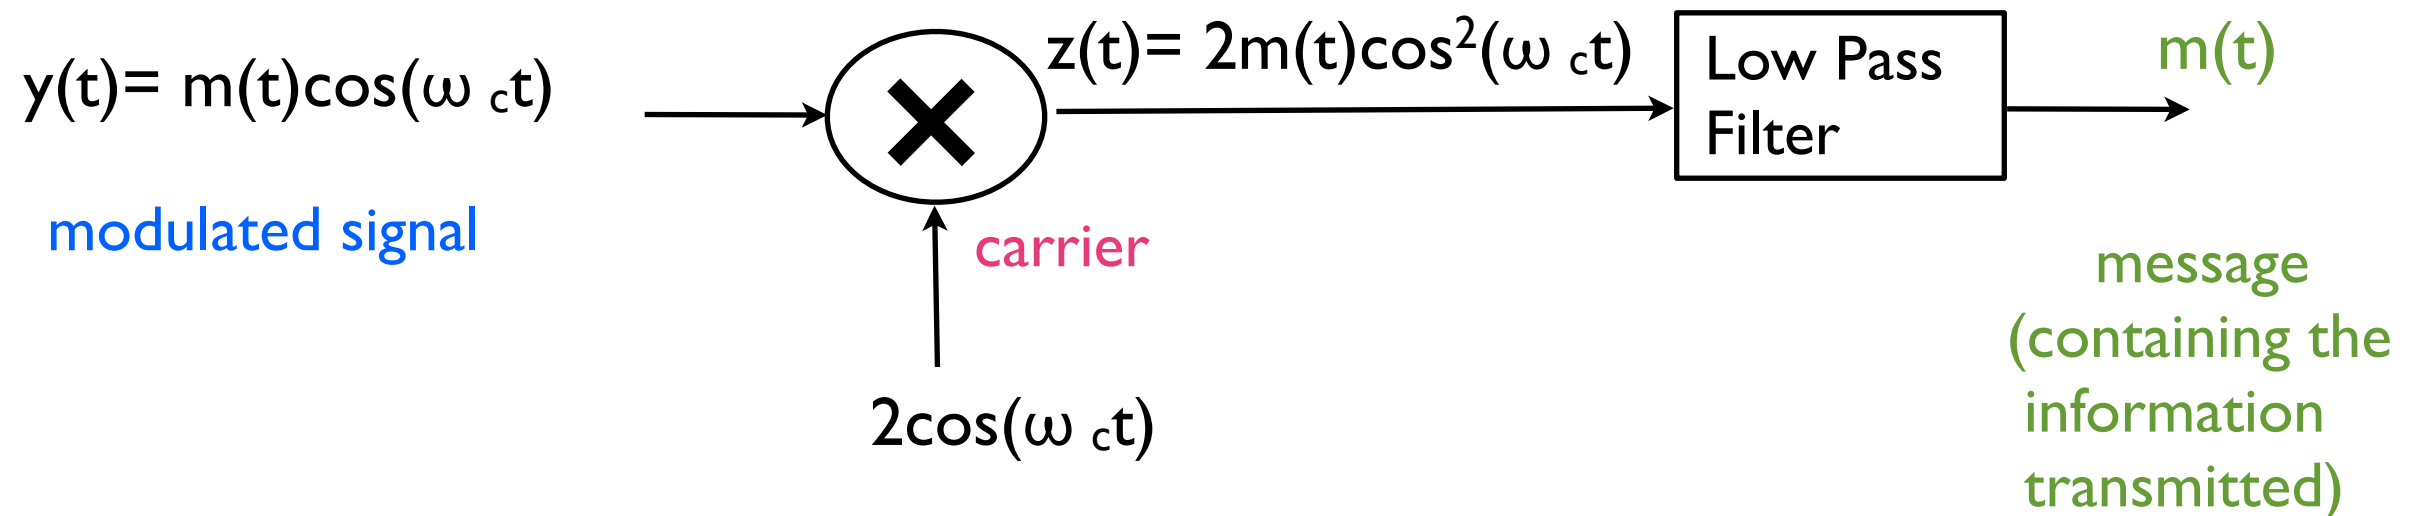 y(t)= m(t)cos(ω ct)
z(t)= 2m(t)cos²(ω ct)
Low Pass
Filter
m(t)
modulated signal
carrier
2cos(ω ct)
message
(containing the
information
transmitted)